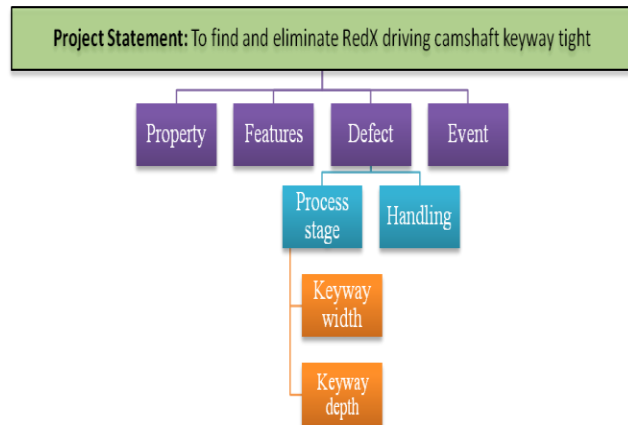 Project Statement: To find and eliminate RedX driving camshaft keyway tight
Property
Features
Defect
Event
Process
stage
Handling
Keyway
width
Keyway
depth